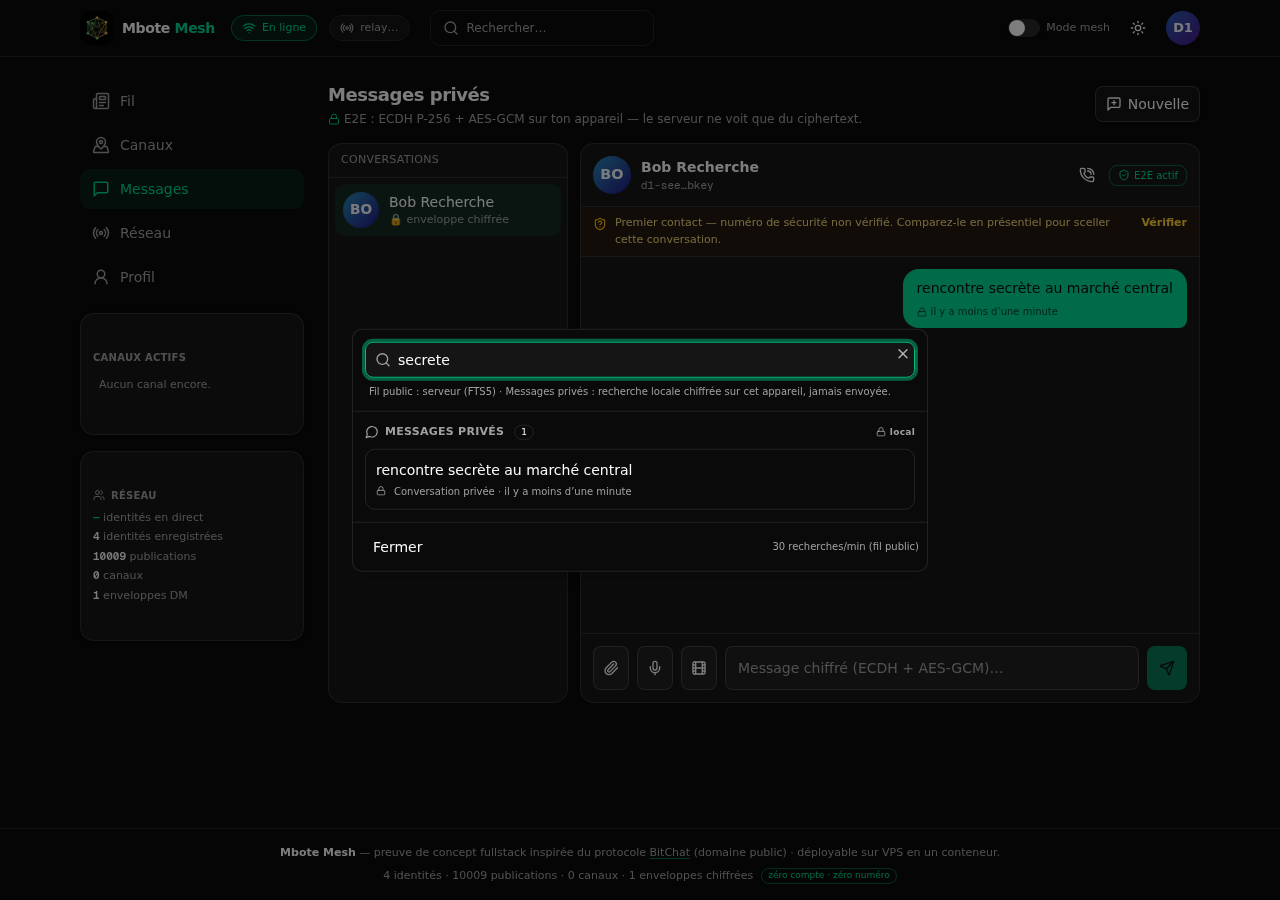 Mbote Mesh
En ligne
relay…
Rechercher…
Mode mesh
D1
Fil
Canaux
Messages
Réseau
Profil
CANAUX ACTIFS
Aucun canal encore.
RÉSEAU
– identités en direct
4 identités enregistrées
10009 publications
0 canaux
1 enveloppes DM
Messages privés
E2E : ECDH P-256 + AES-GCM sur ton appareil — le serveur ne voit que du ciphertext.
Nouvelle
CONVERSATIONS
BO
Bob Recherche
🔒 enveloppe chiffrée
BO
Bob Recherche
d1-see…bkey
E2E actif
Premier contact — numéro de sécurité non vérifié. Comparez-le en présentiel pour sceller
cette conversation.
Vérifier
rencontre secrète au marché central
il y a moins d’une minute
secrete
Fil public : serveur (FTS5) · Messages privés : recherche locale chiffrée sur cet appareil, jamais envoyée.
MESSAGES PRIVÉS 1
local
rencontre secrète au marché central
Conversation privée · il y a moins d’une minute
Fermer
30 recherches/min (fil public)
Message chiffré (ECDH + AES-GCM)…
Mbote Mesh — preuve de concept fullstack inspirée du protocole BitChat (domaine public) · déployable sur VPS en un conteneur.
4 identités · 10009 publications · 0 canaux · 1 enveloppes chiffrées zéro compte · zéro numéro